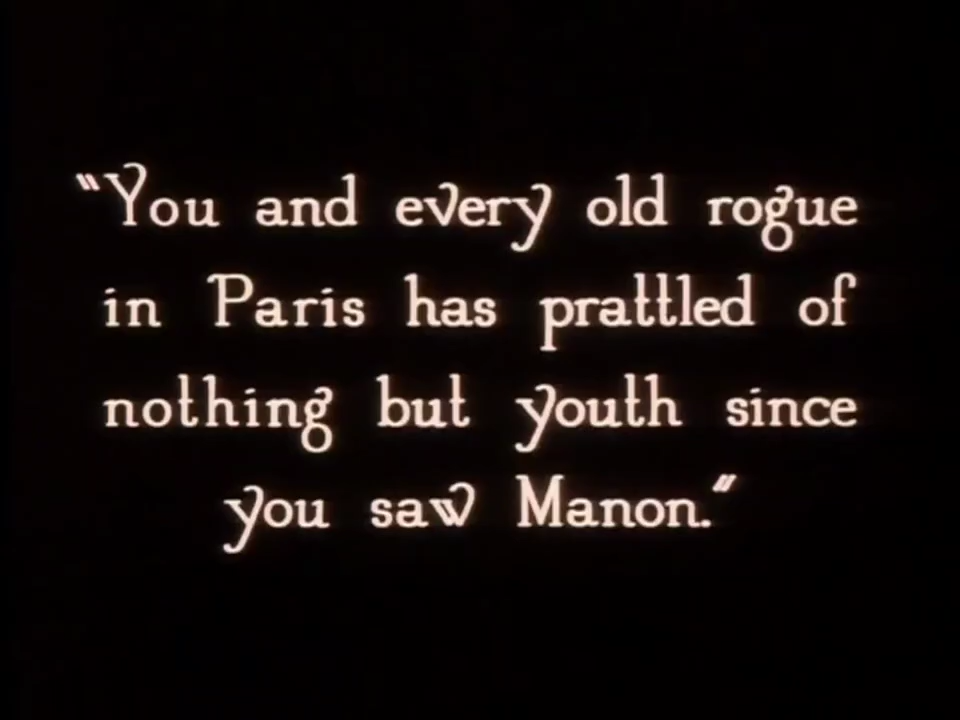 "You and every old rogue
in Paris has prattled of
nothing but youth since
you saw Manon."